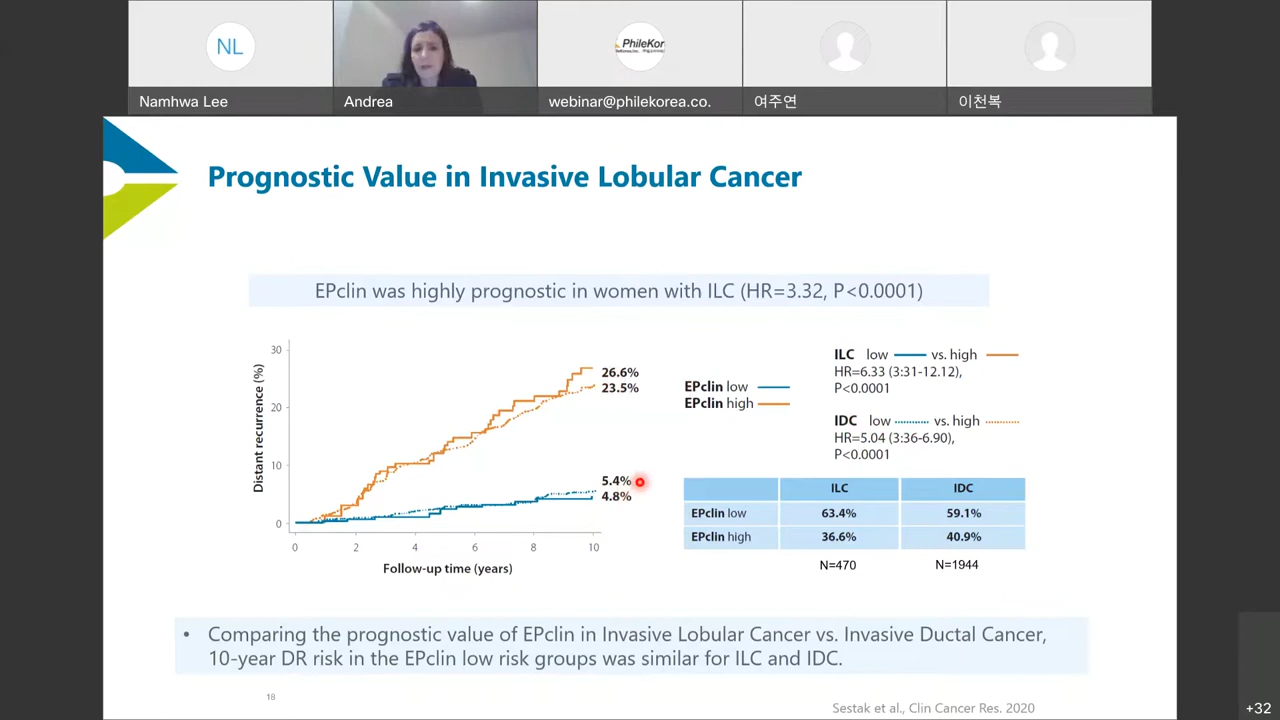 NL
PhileKor
Namhwa Lee
Andrea
webinar@philekorea.co.
여주연
이천복
Prognostic Value in Invasive Lobular Cancer
EPclin was highly prognostic in women with ILC (HR=3.32, P<0.0001)
Distant recurrence (%)
30
20
10
0
0 2 4 6 8 10
Follow-up time (years)
26.6%
23.5%
5.4%
4.8%
EPclin low
EPclin high
ILC low vs. high
HR=6.33 (3:31-12.12),
P<0.0001
IDC low vs. high
HR=5.04 (3:36-6.90),
P<0.0001
ILC IDC
EPclin low 63.4% 59.1%
EPclin high 36.6% 40.9%
N=470 N=1944
• Comparing the prognostic value of EPclin in Invasive Lobular Cancer vs. Invasive Ductal Cancer,
10-year DR risk in the EPclin low risk groups was similar for ILC and IDC.
18
Sestak et al., Clin Cancer Res. 2020
+32